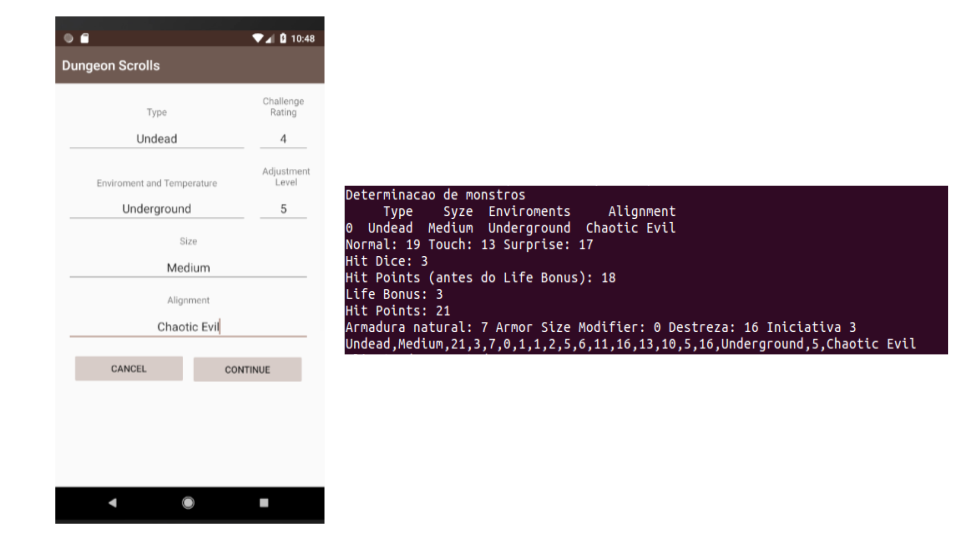 10:48
Dungeon Scrolls
Type
Challenge
Rating
Undead
4
Enviroment and Temperature
Adjustment
Level
Underground
5
Size
Medium
Alignment
Chaotic Evil
CANCEL
CONTINUE
Determinacao de monstros
Type Syze Enviroments Alignment
0 Undead Medium Underground Chaotic Evil
Normal: 19 Touch: 13 Surprise: 17
Hit Dice: 3
Hit Points (antes do Life Bonus): 18
Life Bonus: 3
Hit Points: 21
Armadura natural: 7 Armor Size Modifier: 0 Destreza: 16 Iniciativa 3
Undead,Medium,21,3,7,0,1,1,2,5,6,11,16,13,10,5,16,Underground,5,Chaotic Evil